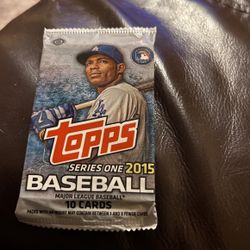 Topps
SERIES ONE 2015
BASEBALL
MAJOR LEAGUE BASEBALL
10 CARDS